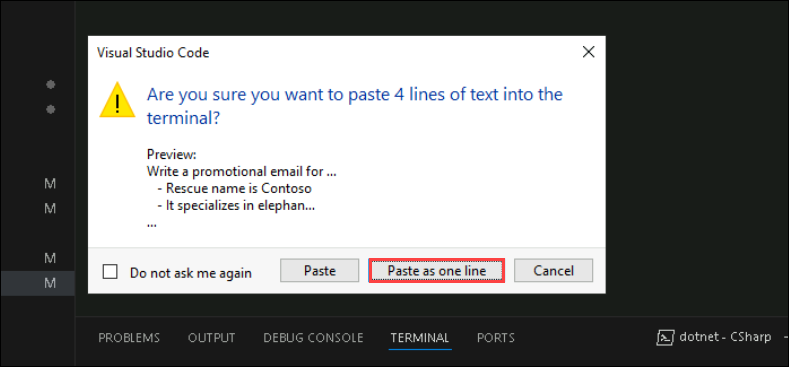 Visual Studio Code
Are you sure you want to paste 4 lines of text into the
terminal?
Preview:
Write a promotional email for ...
- Rescue name is Contoso
- It specializes in elephan...
...
M
M
M
M
Do not ask me again
Paste
Paste as one line
Cancel
PROBLEMS
OUTPUT
DEBUG CONSOLE
TERMINAL
PORTS
dotnet - CSharp